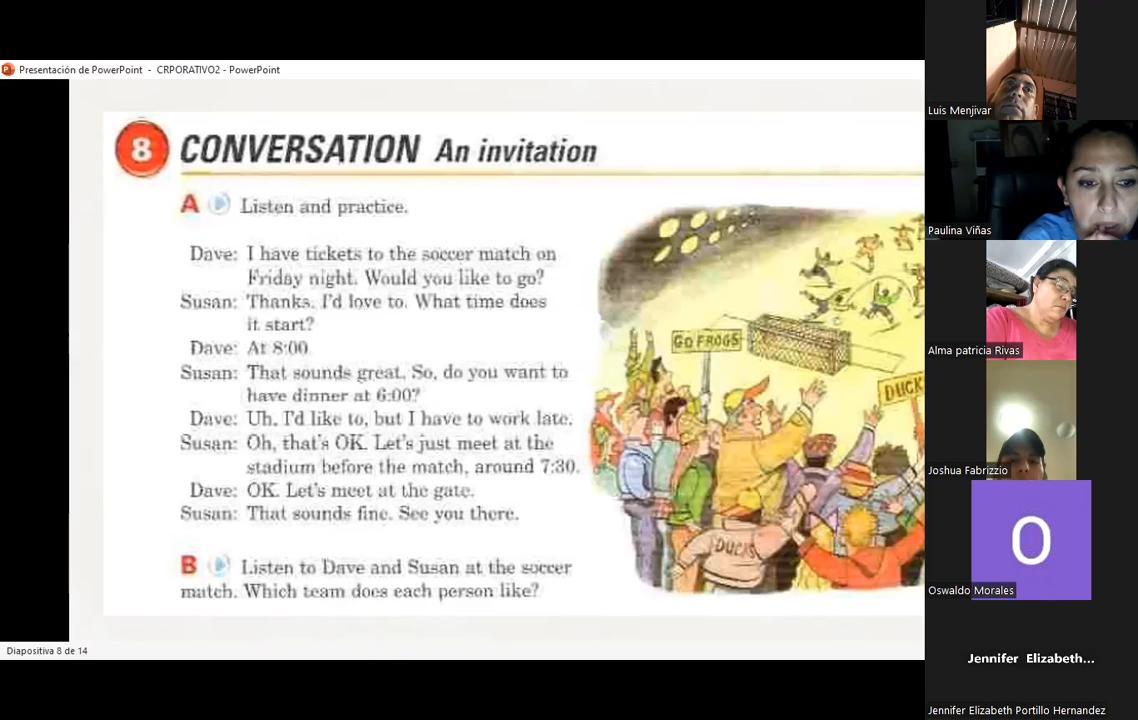 Presentación de PowerPoint - CRPORATIVO2 - PowerPoint
8 CONVERSATION An invitation
A Listen and practice.
Dave: I have tickets to the soccer match on
Friday night. Would you like to go?
Susan: Thanks. I'd love to. What time does
it start?
Dave: At 8:00
Susan: That sounds great. So, do you want to
have dinner at 6:00?
Dave: Uh, I'd like to, but I have to work late.
Susan: Oh, that's OK. Let's just meet at the
stadium before the match, around 7:30.
Dave: OK. Let's meet at the gate.
Susan: That sounds fine. See you there.
B Listen to Dave and Susan at the soccer
match. Which team does each person like?
GO FROGS
DUCK
DUCKS
Diapositiva 8 de 14
Luis Menjivar
Paulina Viñas
Alma patricia Rivas
Joshua Fabrizzio
O
Oswaldo Morales
Jennifer Elizabeth...
Jennifer Elizabeth Portillo Hernandez